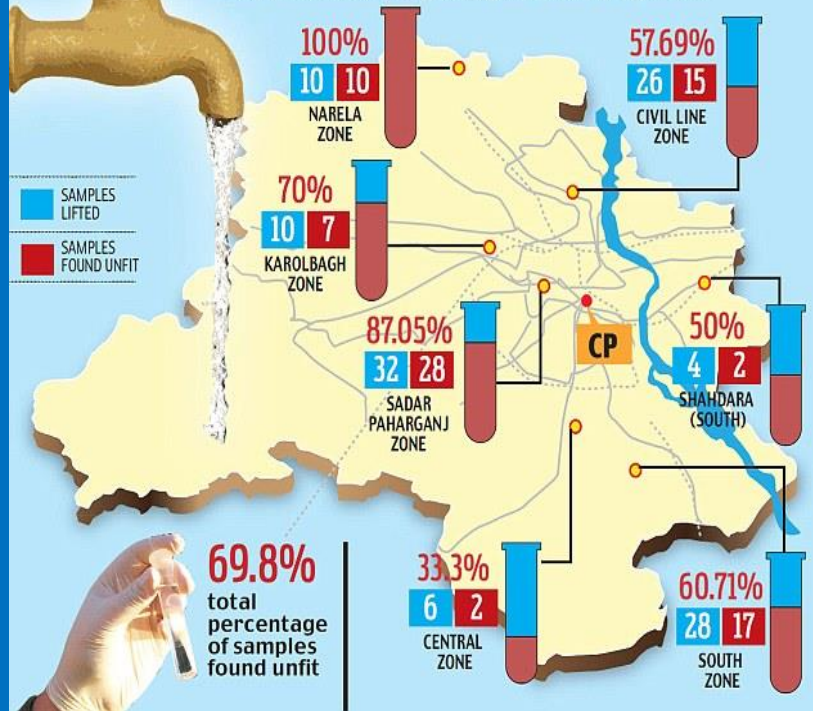 100%
10 10
NARELA
ZONE
57.69%
26 15
CIVIL LINE
ZONE
SAMPLES
LIFTED
SAMPLES
FOUND UNFIT
70%
10 7
KAROLBAGH
ZONE
87.05%
32 28
SADAR
PAHARGANJ
ZONE
CP
50%
4 2
SHAHDARA
(SOUTH)
69.8%
total
percentage
of samples
found unfit
33.3%
6 2
CENTRAL
ZONE
60.71%
28 17
SOUTH
ZONE